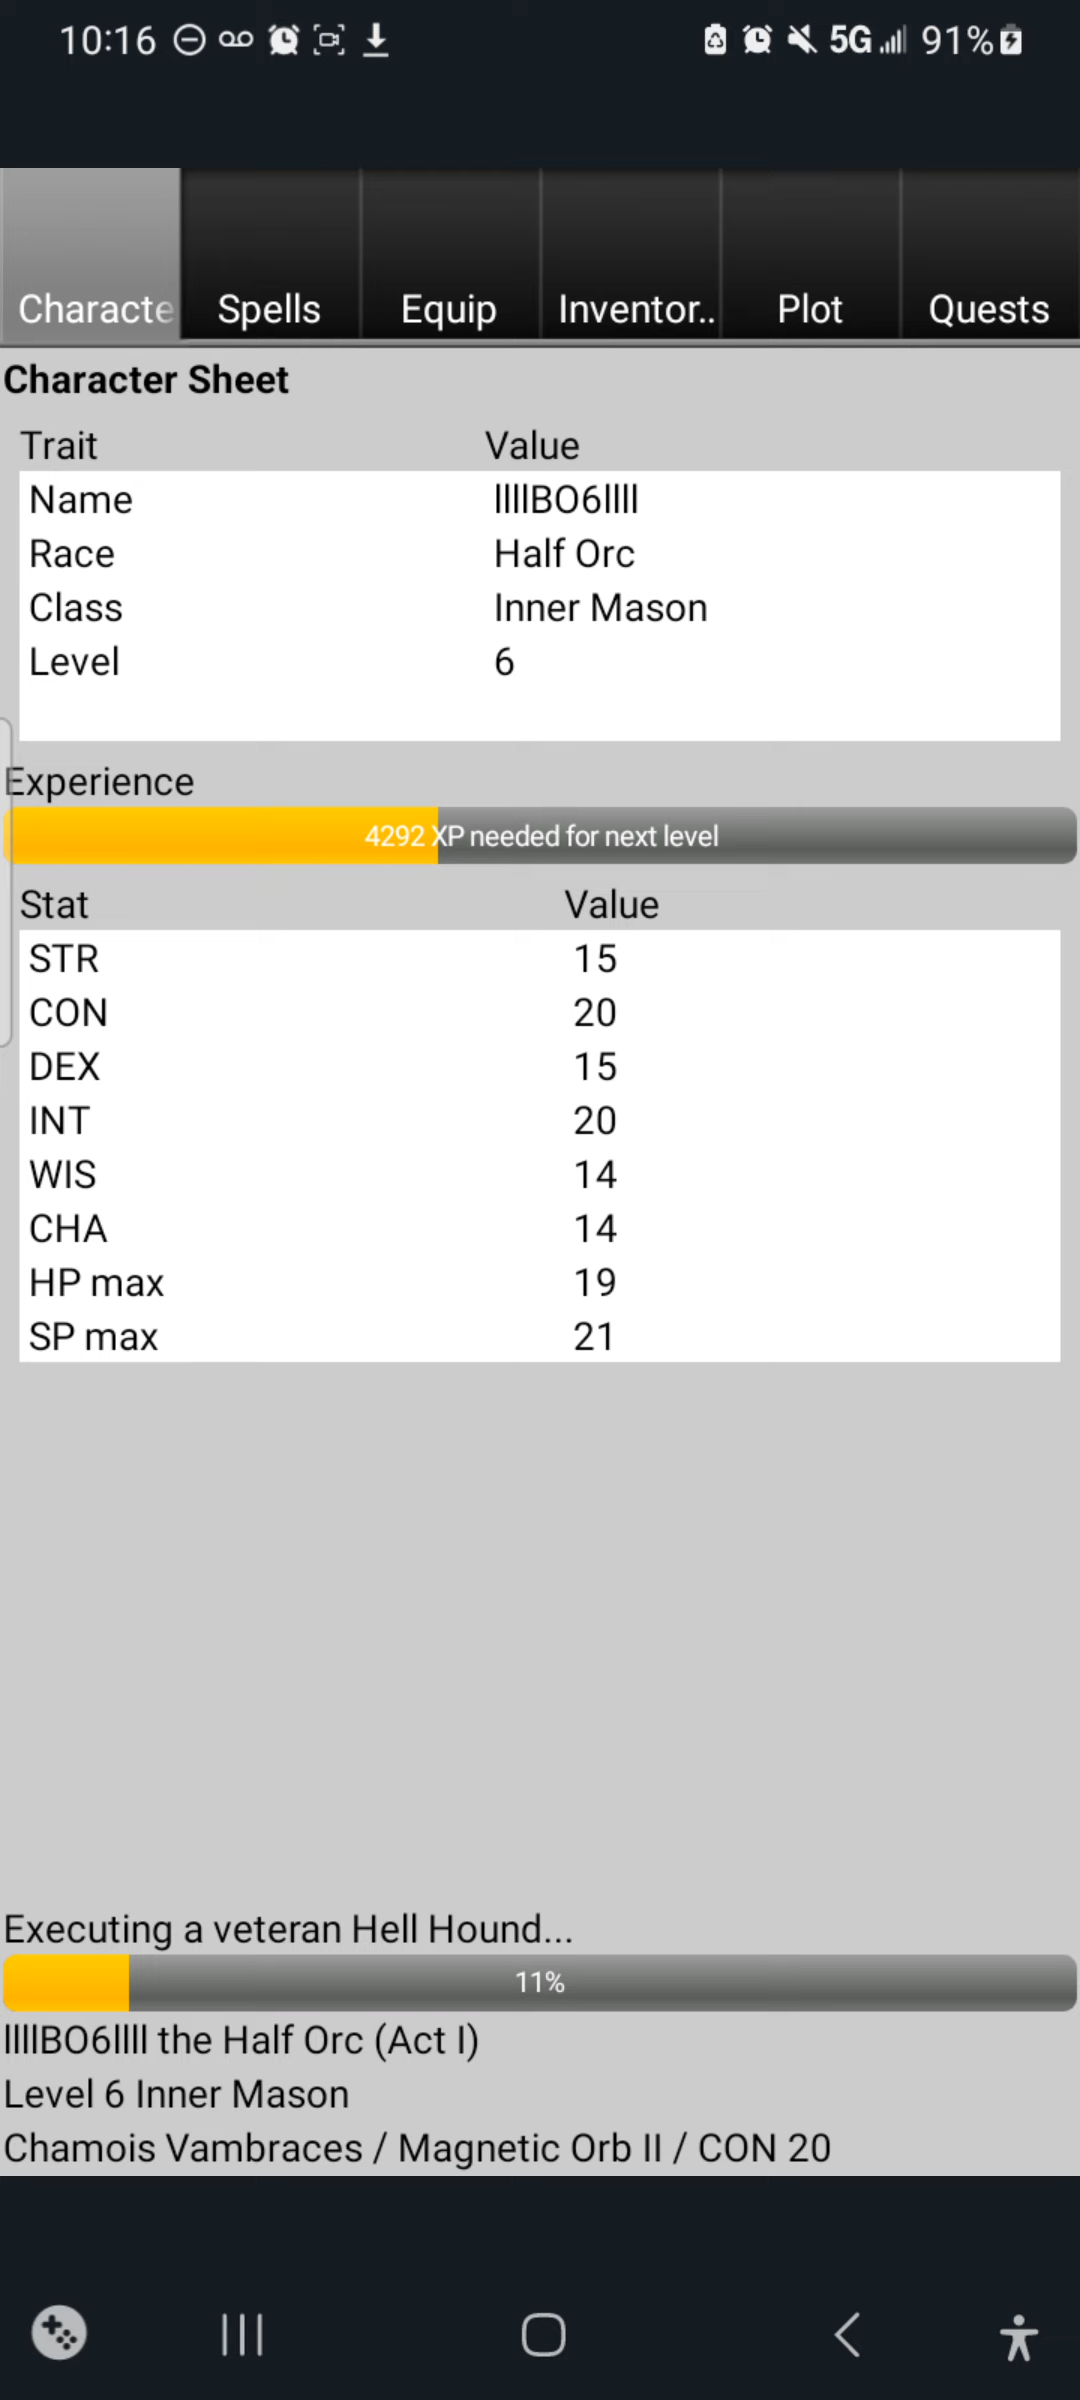 10:16 5G 91%
Characte Spells Equip Inventor.. Plot Quests
Character Sheet
Trait Value
Name llllBO6llll
Race Half Orc
Class Inner Mason
Level 6
Experience
4292 XP needed for next level
Stat Value
STR 15
CON 20
DEX 15
INT 20
WIS 14
CHA 14
HP max 19
SP max 21
Executing a veteran Hell Hound...
11%
llllBO6llll the Half Orc (Act I)
Level 6 Inner Mason
Chamois Vambraces / Magnetic Orb II / CON 20